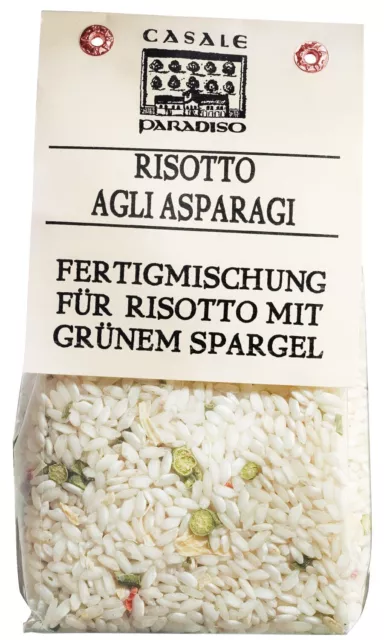 CASALE
PARADISO
RISOTTO
AGLI ASPARAGI
FERTIGMISCHUNG
FÜR RISOTTO MIT
GRÜNEM SPARGEL